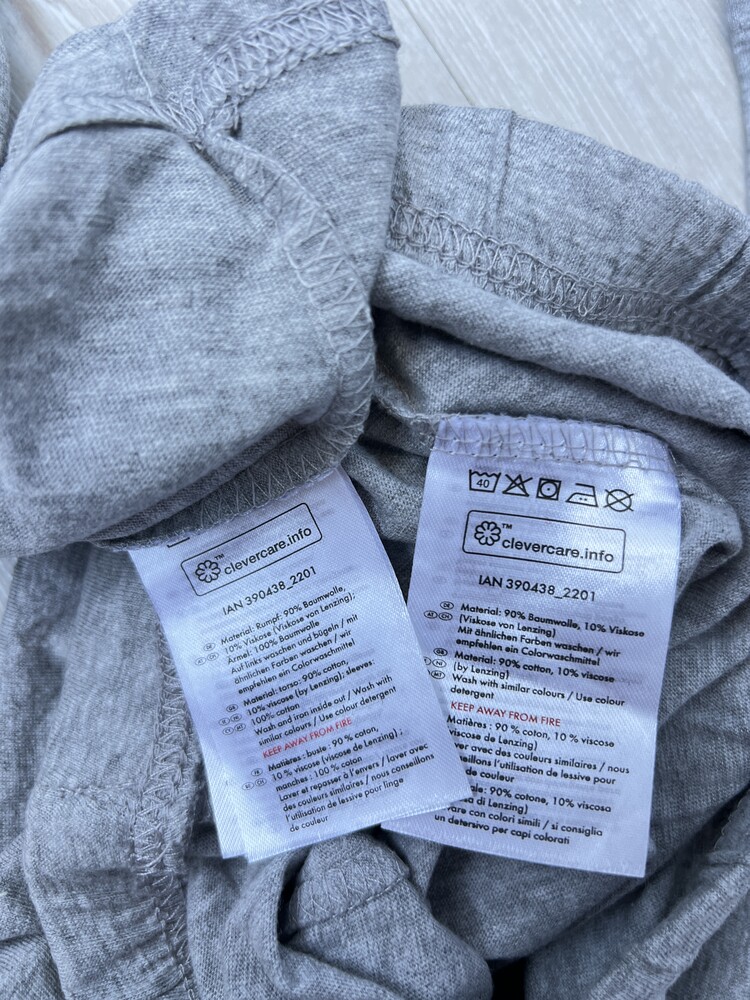 ™
clevercare.info
IAN 390438_2201
DE Material: Rumpf: 90% Baumwolle,
AT CH 10% Viskose (Viskose von Lenzing);
Ärmel: 100% Baumwolle
Auf links waschen und bügeln / mit
ähnlichen Farben waschen / wir
empfehlen ein Colorwaschmittel
Material: torso: 90% cotton,
10% viscose (by Lenzing); sleeves:
100% cotton
Wash and iron inside out / Wash with
similar colours / Use colour detergent
KEEP AWAY FROM FIRE
Matières : buste : 90 % coton,
10 % viscose (viscose de Lenzing) ;
manches : 100 % coton
Laver et repasser à l'envers / laver avec
des couleurs similaires / nous conseillons
l'utilisation de lessive pour linge
de couleur
40
™
clevercare.info
IAN 390438_2201
DE Material: 90% Baumwolle, 10% Viskose
AT CH (Viskose von Lenzing)
Mit ähnlichen Farben waschen / wir
empfehlen ein Colorwaschmittel
Material: 90% cotton, 10% viscose
(by Lenzing)
Wash with similar colours / Use colour
detergent
KEEP AWAY FROM FIRE
Matières : 90 % coton, 10 % viscose
de Lenzing)
avec des couleurs similaires / nous
conseillons l'utilisation de lessive pour
de couleur
90% cotone, 10% viscosa
di Lenzing)
con colori simili / si consiglia
un detersivo per capi colorati